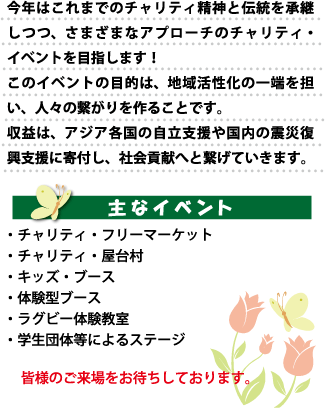 今年はこれまでのチャリティ精神と伝統を承継
しつつ、さまざまなアプローチのチャリティ・
イベントを目指します！
このイベントの目的は、地域活性化の一端を担
い、人々の繋がりを作ることです。
収益は、アジア各国の自立支援や国内の震災復
興支援に寄付し、社会貢献へと繋げていきます。
主なイベント
・チャリティ・フリーマーケット
・チャリティ・屋台村
・キッズ・ブース
・体験型ブース
・ラグビー体験教室
・学生団体等によるステージ
皆様のご来場をお待ちしております。